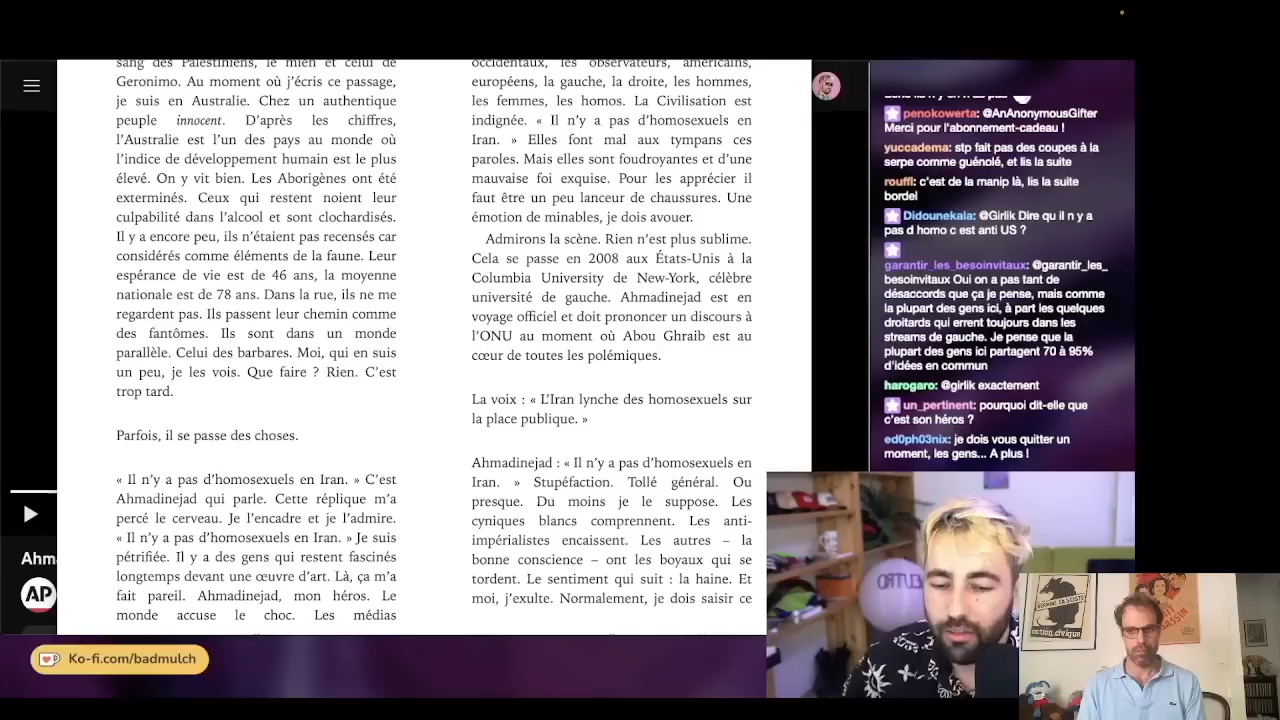 sang des Palestiniens, le mien et celui de
Geronimo. Au moment où j'écris ce passage,
je suis en Australie. Chez un authentique
peuple innocent. D'après les chiffres,
l'Australie est l'un des pays au monde où
l'indice de développement humain est le plus
élevé. On y vit bien. Les Aborigènes ont été
exterminés. Ceux qui restent noient leur
culpabilité dans l'alcool et sont clochardisés.
Il y a encore peu, ils n'étaient pas recensés car
considérés comme éléments de la faune. Leur
espérance de vie est de 46 ans, la moyenne
nationale est de 78 ans. Dans la rue, ils ne me
regardent pas. Ils passent leur chemin comme
des fantômes. Ils sont dans un monde
parallèle. Celui des barbares. Moi, qui en suis
un peu, je les vois. Que faire ? Rien. C'est
trop tard.
Parfois, il se passe des choses.
« Il n'y a pas d'homosexuels en Iran. » C'est
Ahmadinejad qui parle. Cette réplique m'a
percé le cerveau. Je l'encadre et je l'admire.
« Il n'y a pas d'homosexuels en Iran. » Je suis
pétrifiée. Il y a des gens qui restent fascinés
longtemps devant une œuvre d'art. Là, ça m'a
fait pareil. Ahmadinejad, mon héros. Le
monde accuse le choc. Les médias
occidentaux, les observateurs, américains,
européens, la gauche, la droite, les hommes,
les femmes, les homos. La Civilisation est
indignée. « Il n'y a pas d'homosexuels en
Iran. » Elles font mal aux tympans ces
paroles. Mais elles sont foudroyantes et d'une
mauvaise foi exquise. Pour les apprécier il
faut être un peu lanceur de chaussures. Une
émotion de minables, je dois avouer.
Admirons la scène. Rien n'est plus sublime.
Cela se passe en 2008 aux États-Unis à la
Columbia University de New-York, célèbre
université de gauche. Ahmadinejad est en
voyage officiel et doit prononcer un discours à
l'ONU au moment où Abou Ghraib est au
cœur de toutes les polémiques.
La voix : « L'Iran lynche des homosexuels sur
la place publique. »
Ahmadinejad : « Il n'y a pas d'homosexuels en
Iran. » Stupéfaction. Tollé général. Ou
presque. Du moins je le suppose. Les
cyniques blancs comprennent. Les anti-
impérialistes encaissent. Les autres – la
bonne conscience – ont les boyaux qui se
tordent. Le sentiment qui suit : la haine. Et
moi, j'exulte. Normalement, je dois saisir ce
penokowerta: @AnAnonymousGifter
Merci pour l'abonnement-cadeau !
yuccadema: stp fait pas des coupes à la
serpe comme guénolé, et lis la suite
rouffl: c'est de la manip là, lis la suite
bordel
Didounekala: @Girlik Dire qu il n y a
pas d homo c est anti US ?
garantir_les_besoinvitaux: @garantir_les_
besoinvitaux Oui on a pas tant de
désaccords que ça je pense, mais comme
la plupart des gens ici, à part les quelques
droitards qui errent toujours dans les
streams de gauche. Je pense que la
plupart des gens ici partagent 70 à 95%
d'idées en commun
harogaro: @girlik exactement
un_pertinent: pourquoi dit-elle que
c'est son héros ?
ed0ph03nix: je dois vous quitter un
moment, les gens... A plus !
Ahm
AP
Ko-fi.com/badmulch
VERMINE FASCISTE
action civique
ASSASSIN